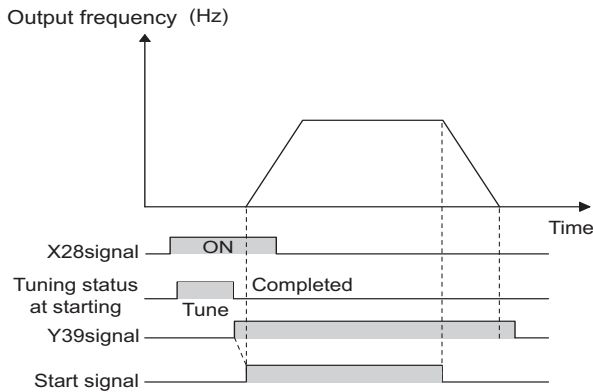 Output frequency (Hz)
Time
X28signal
ON
Tuning status
at starting
Tune
Completed
Y39signal
Start signal